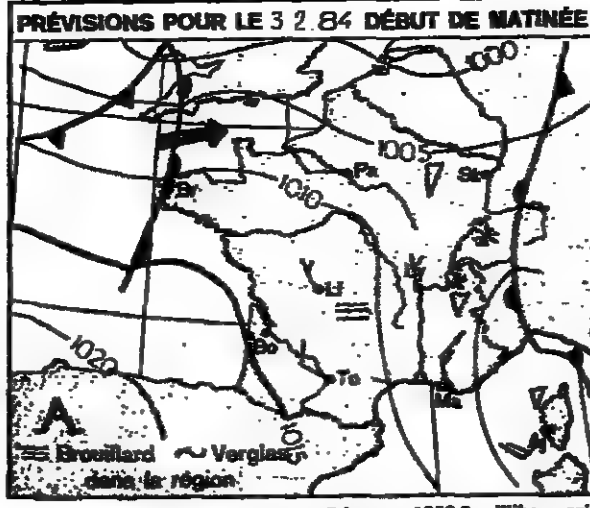 PRÉVISIONS POUR LE 3 2.84 DÉBUT DE MATINÉE
1000
1005
Pa
St
Br
1010
Ly
Li
Bo
1020
To
Ma
A
Brouillard Verglas
dans la région